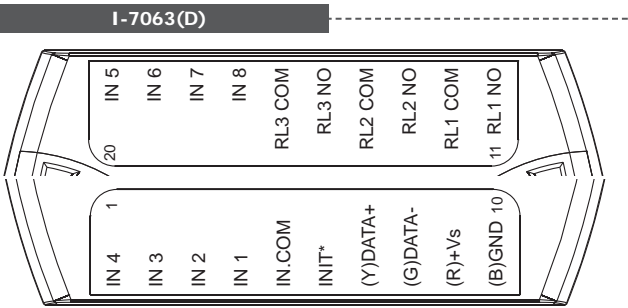 I-7063(D)
IN 5
IN 6
IN 7
IN 8
RL3 COM
RL3 NO
RL2 COM
RL2 NO
RL1 COM
RL1 NO
20
11
1
10
IN 4
IN 3
IN 2
IN 1
IN.COM
INIT*
(Y)DATA+
(G)DATA-
(R)+Vs
(B)GND